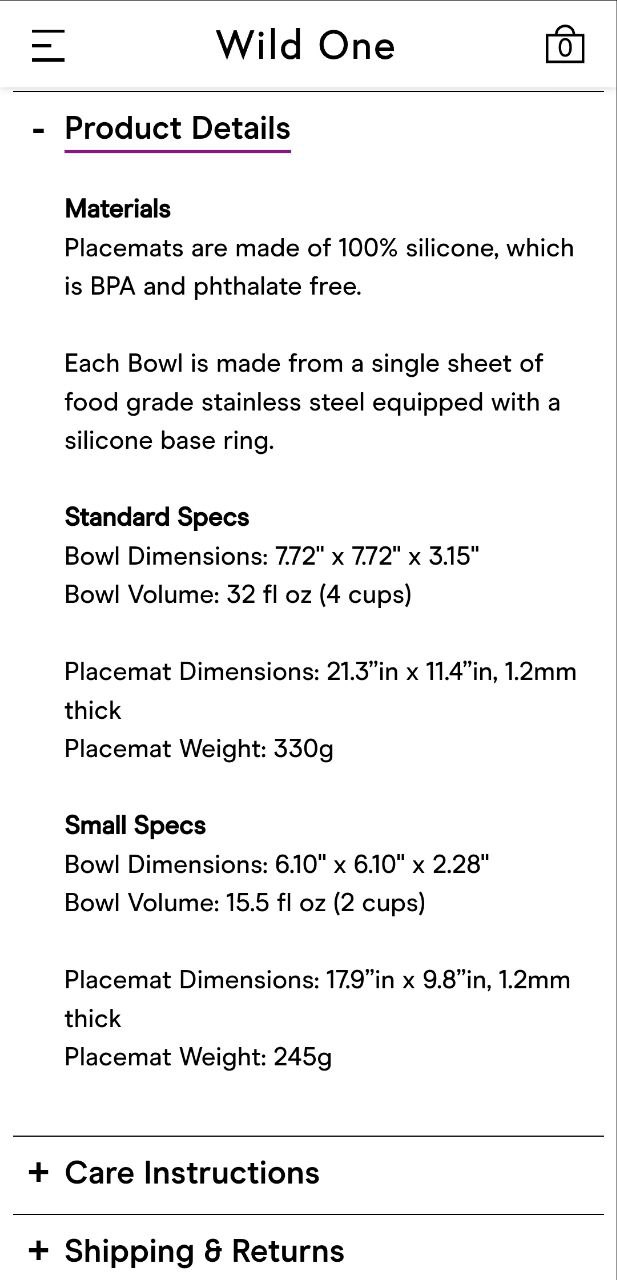 Wild One
0
- Product Details
Materials
Placemats are made of 100% silicone, which
is BPA and phthalate free.
Each Bowl is made from a single sheet of
food grade stainless steel equipped with a
silicone base ring.
Standard Specs
Bowl Dimensions: 7.72" x 7.72" x 3.15"
Bowl Volume: 32 fl oz (4 cups)
Placemat Dimensions: 21.3”in x 11.4”in, 1.2mm
thick
Placemat Weight: 330g
Small Specs
Bowl Dimensions: 6.10" x 6.10" x 2.28"
Bowl Volume: 15.5 fl oz (2 cups)
Placemat Dimensions: 17.9”in x 9.8”in, 1.2mm
thick
Placemat Weight: 245g
+ Care Instructions
+ Shipping & Returns